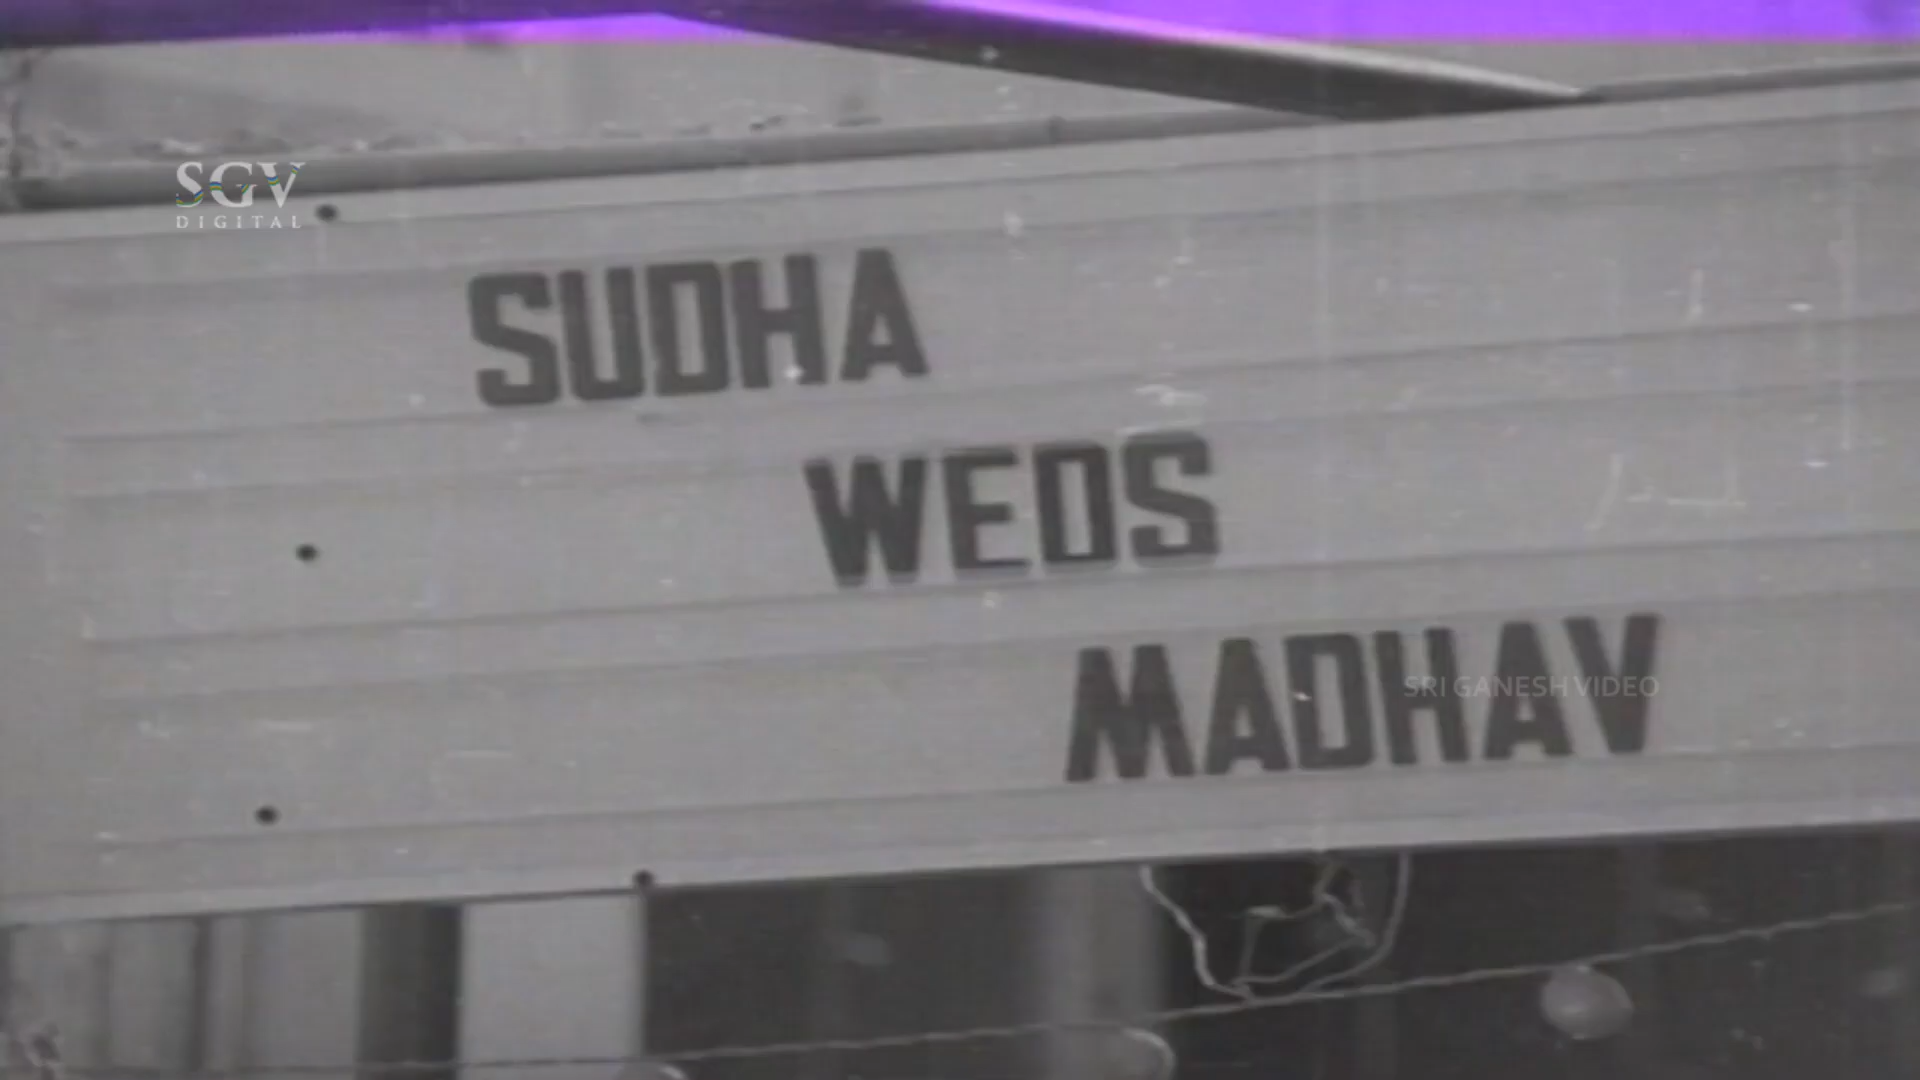 SGV
DIGITAL
SUDHA
WEDS
MADHAV
SRI GANESH VIDEO